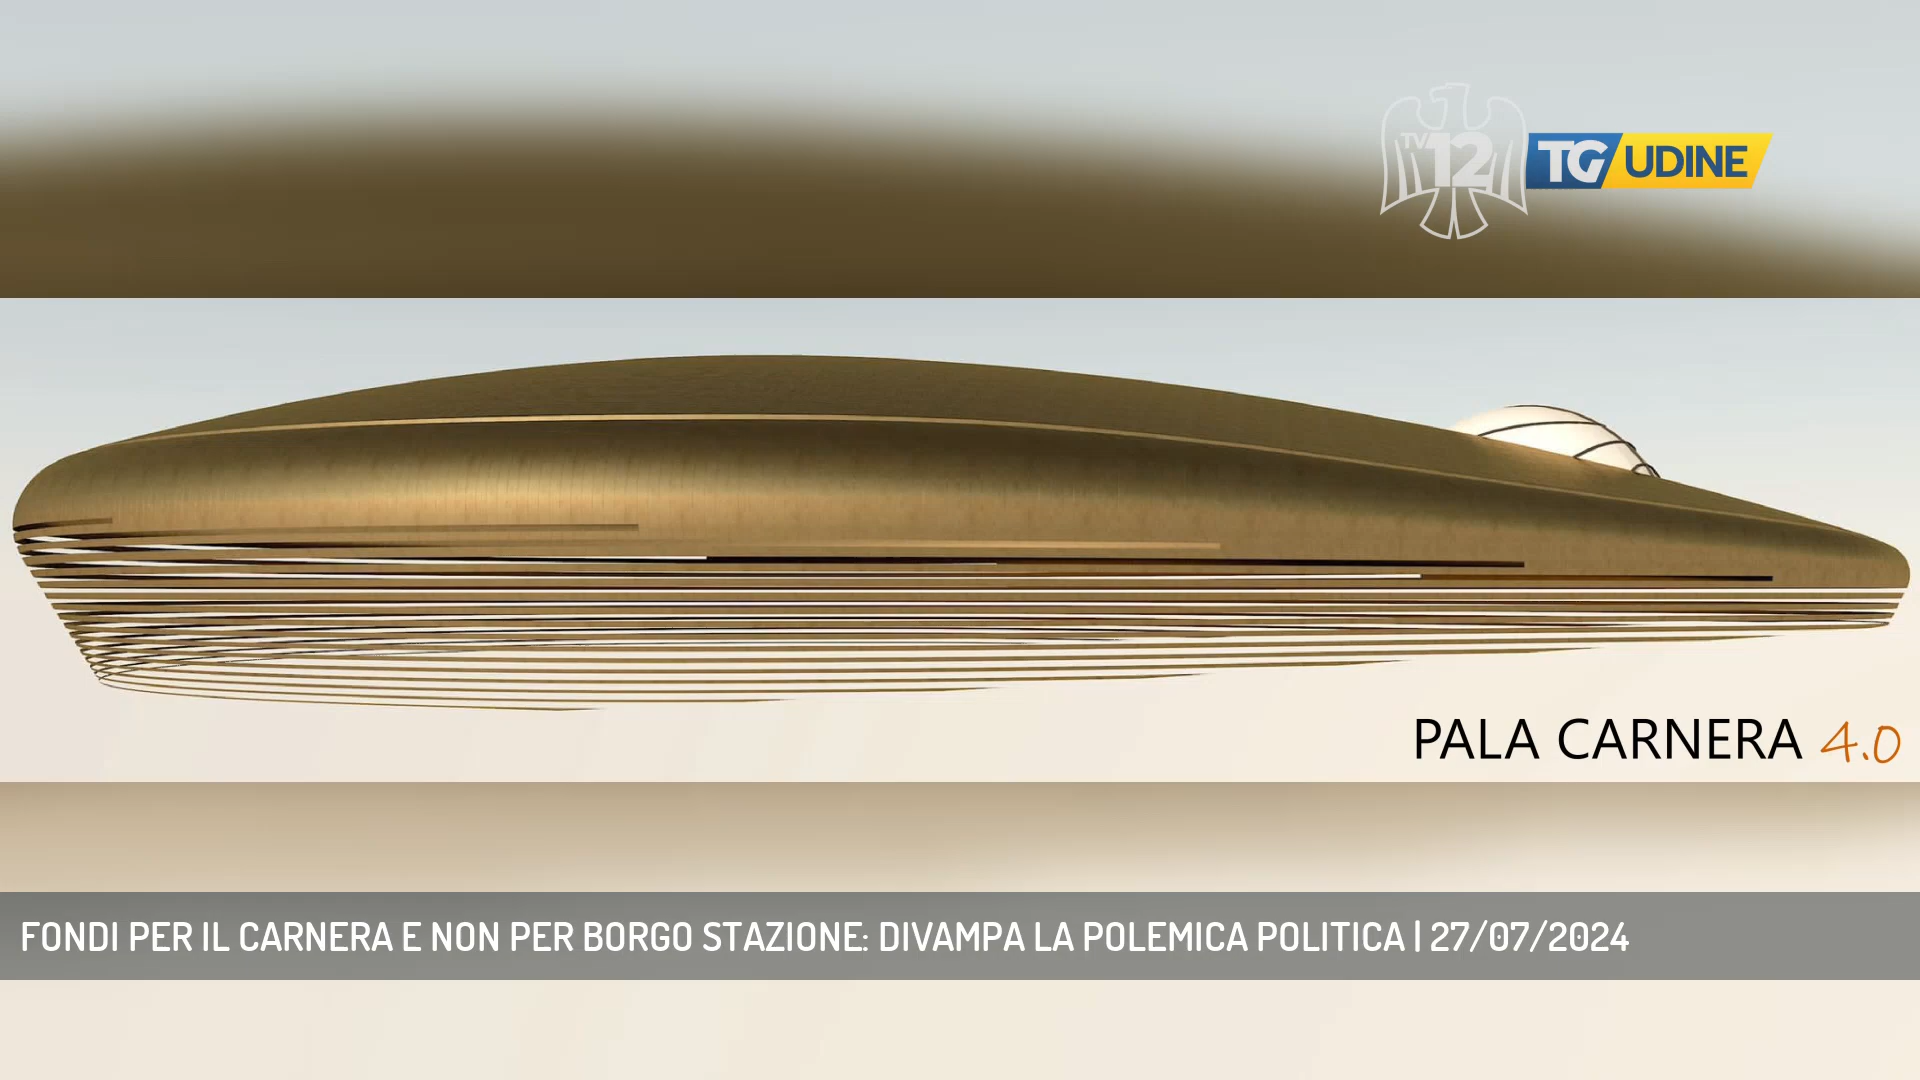 TV12 TG UDINE
PALA CARNERA 4.0
FONDI PER IL CARNERA E NON PER BORGO STAZIONE: DIVAMPA LA POLEMICA POLITICA | 27/07/2024